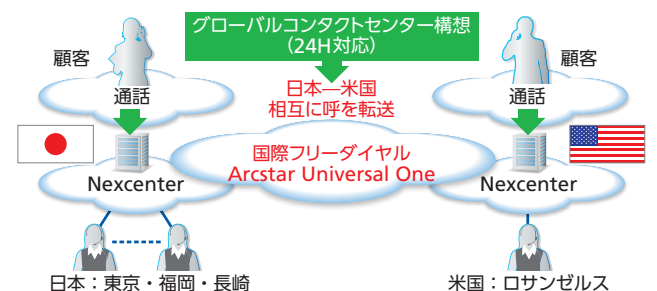 グローバルコンタクトセンター構想
（24H対応）
顧客
顧客
日本―米国
相互に呼を転送
通話
通話
国際フリーダイヤル
Arcstar Universal One
Nexcenter
Nexcenter
日本：東京・福岡・長崎
米国：ロサンゼルス